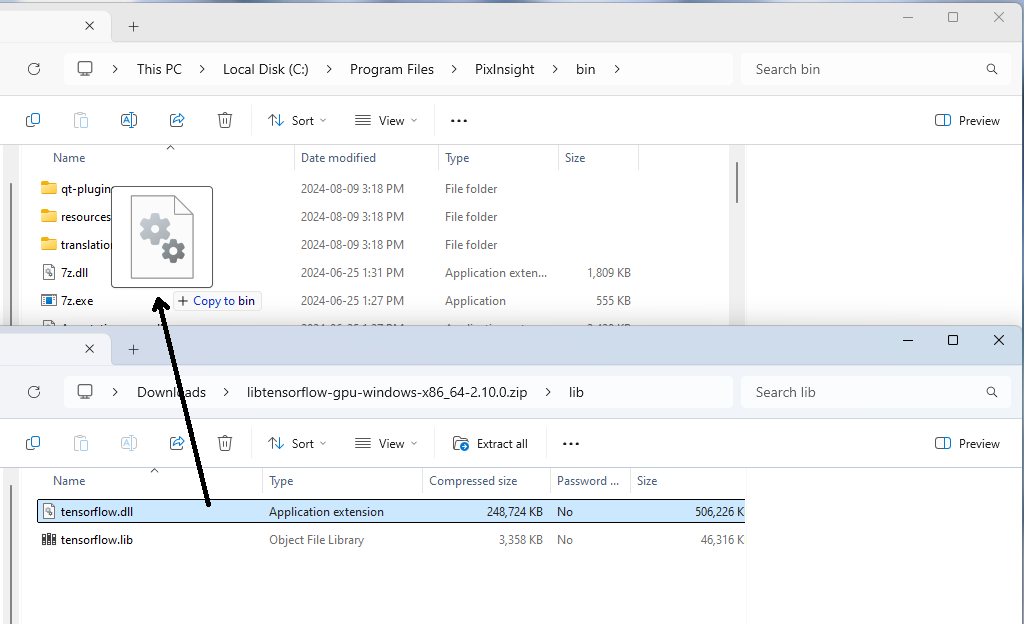 This PC > Local Disk (C:) > Program Files > PixInsight > bin > Search bin
Sort View ... Preview
Name Date modified Type Size
qt-plugin 2024-08-09 3:18 PM File folder
resources 2024-08-09 3:18 PM File folder
translation 2024-08-09 3:18 PM File folder
7z.dll 2024-06-25 1:31 PM Application exten... 1,809 KB
7z.exe 2024-06-25 1:27 PM Application 555 KB
+ Copy to bin
Downloads > libtensorflow-gpu-windows-x86_64-2.10.0.zip > lib Search lib
Sort View Extract all ... Preview
Name Type Compressed size Password ... Size
tensorflow.dll Application extension 248,724 KB No 506,226 K
tensorflow.lib Object File Library 3,358 KB No 46,316 K